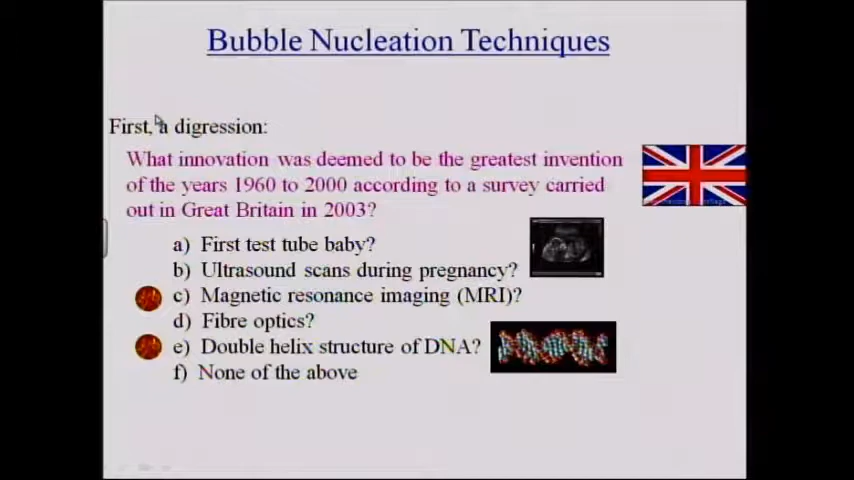 Bubble Nucleation Techniques
First, a digression:
What innovation was deemed to be the greatest invention
of the years 1960 to 2000 according to a survey carried
out in Great Britain in 2003?
a) First test tube baby?
b) Ultrasound scans during pregnancy?
c) Magnetic resonance imaging (MRI)?
d) Fibre optics?
e) Double helix structure of DNA?
f) None of the above